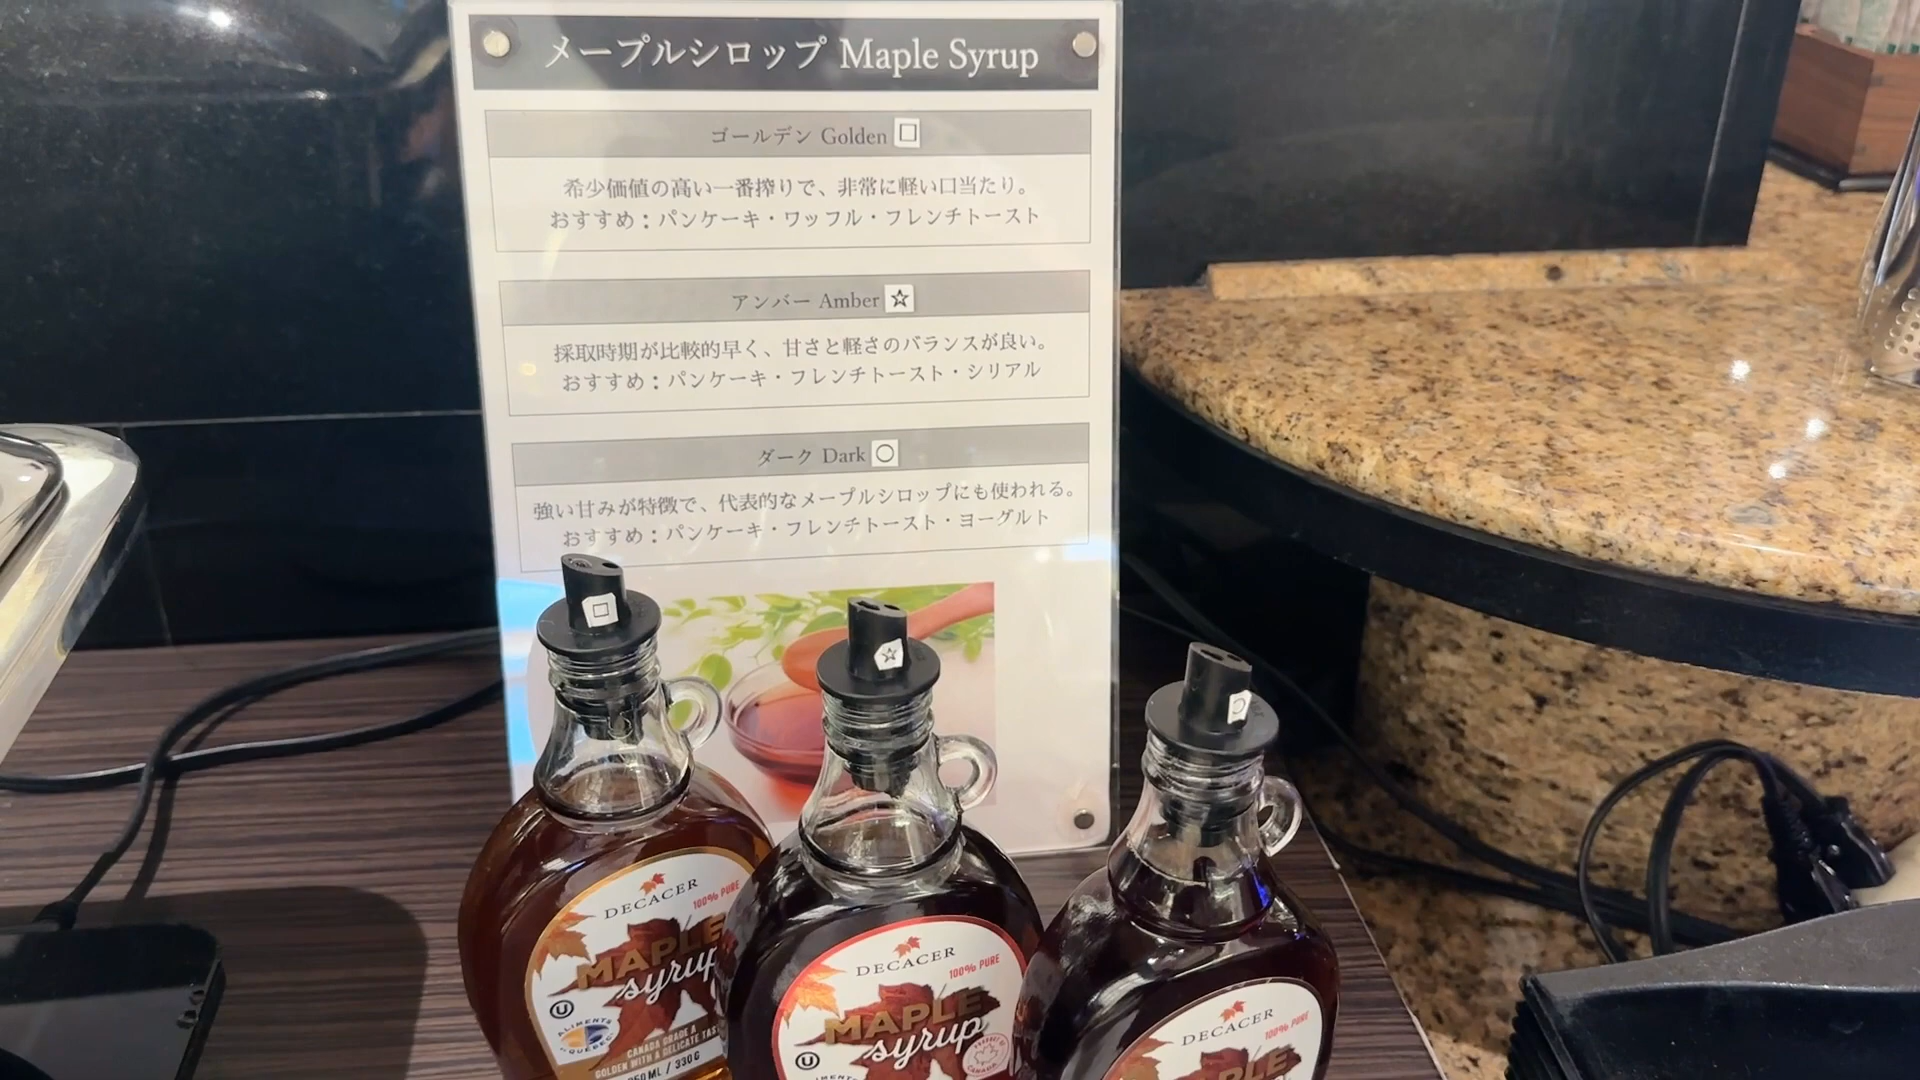 メープルシロップ Maple Syrup
ゴールデン Golden □
希少価値の高い一番搾りで、非常に軽い口当たり。
おすすめ：パンケーキ・ワッフル・フレンチトースト
アンバー Amber ☆
採取時期が比較的早く、甘さと軽さのバランスが良い。
おすすめ：パンケーキ・フレンチトースト・シリアル
ダーク Dark ○
強い甘みが特徴で、代表的なメープルシロップにも使われる。
おすすめ：パンケーキ・フレンチトースト・ヨーグルト
□
☆
DECACER
100% PURE
MAPLE
syrup
U
ALIMENTS
QUÉBEC
CANADA GRADE A
GOLDEN WITH A DELICATE TAS
250ML / 330G
DECACER
100% PURE
MAPLE
syrup
U
CANADA
DECACER
100% PURE
MAPLE